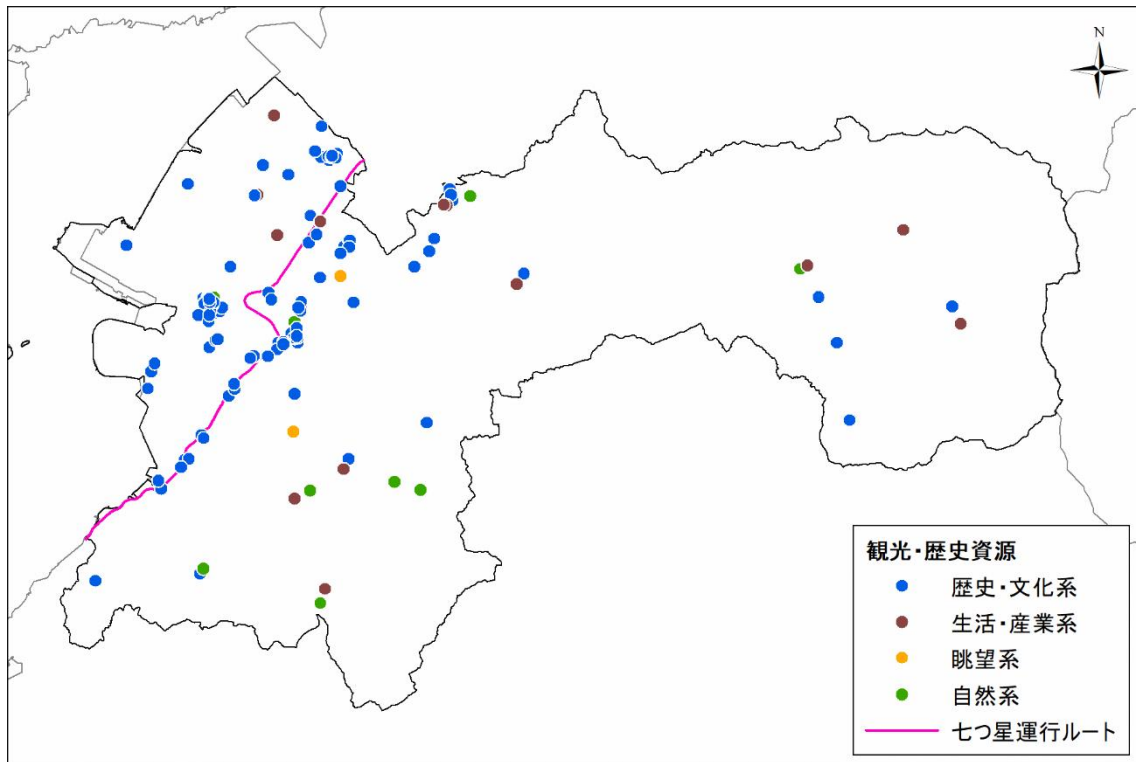 N
観光・歴史資源
歴史・文化系
生活・産業系
眺望系
自然系
七つ星運行ルート